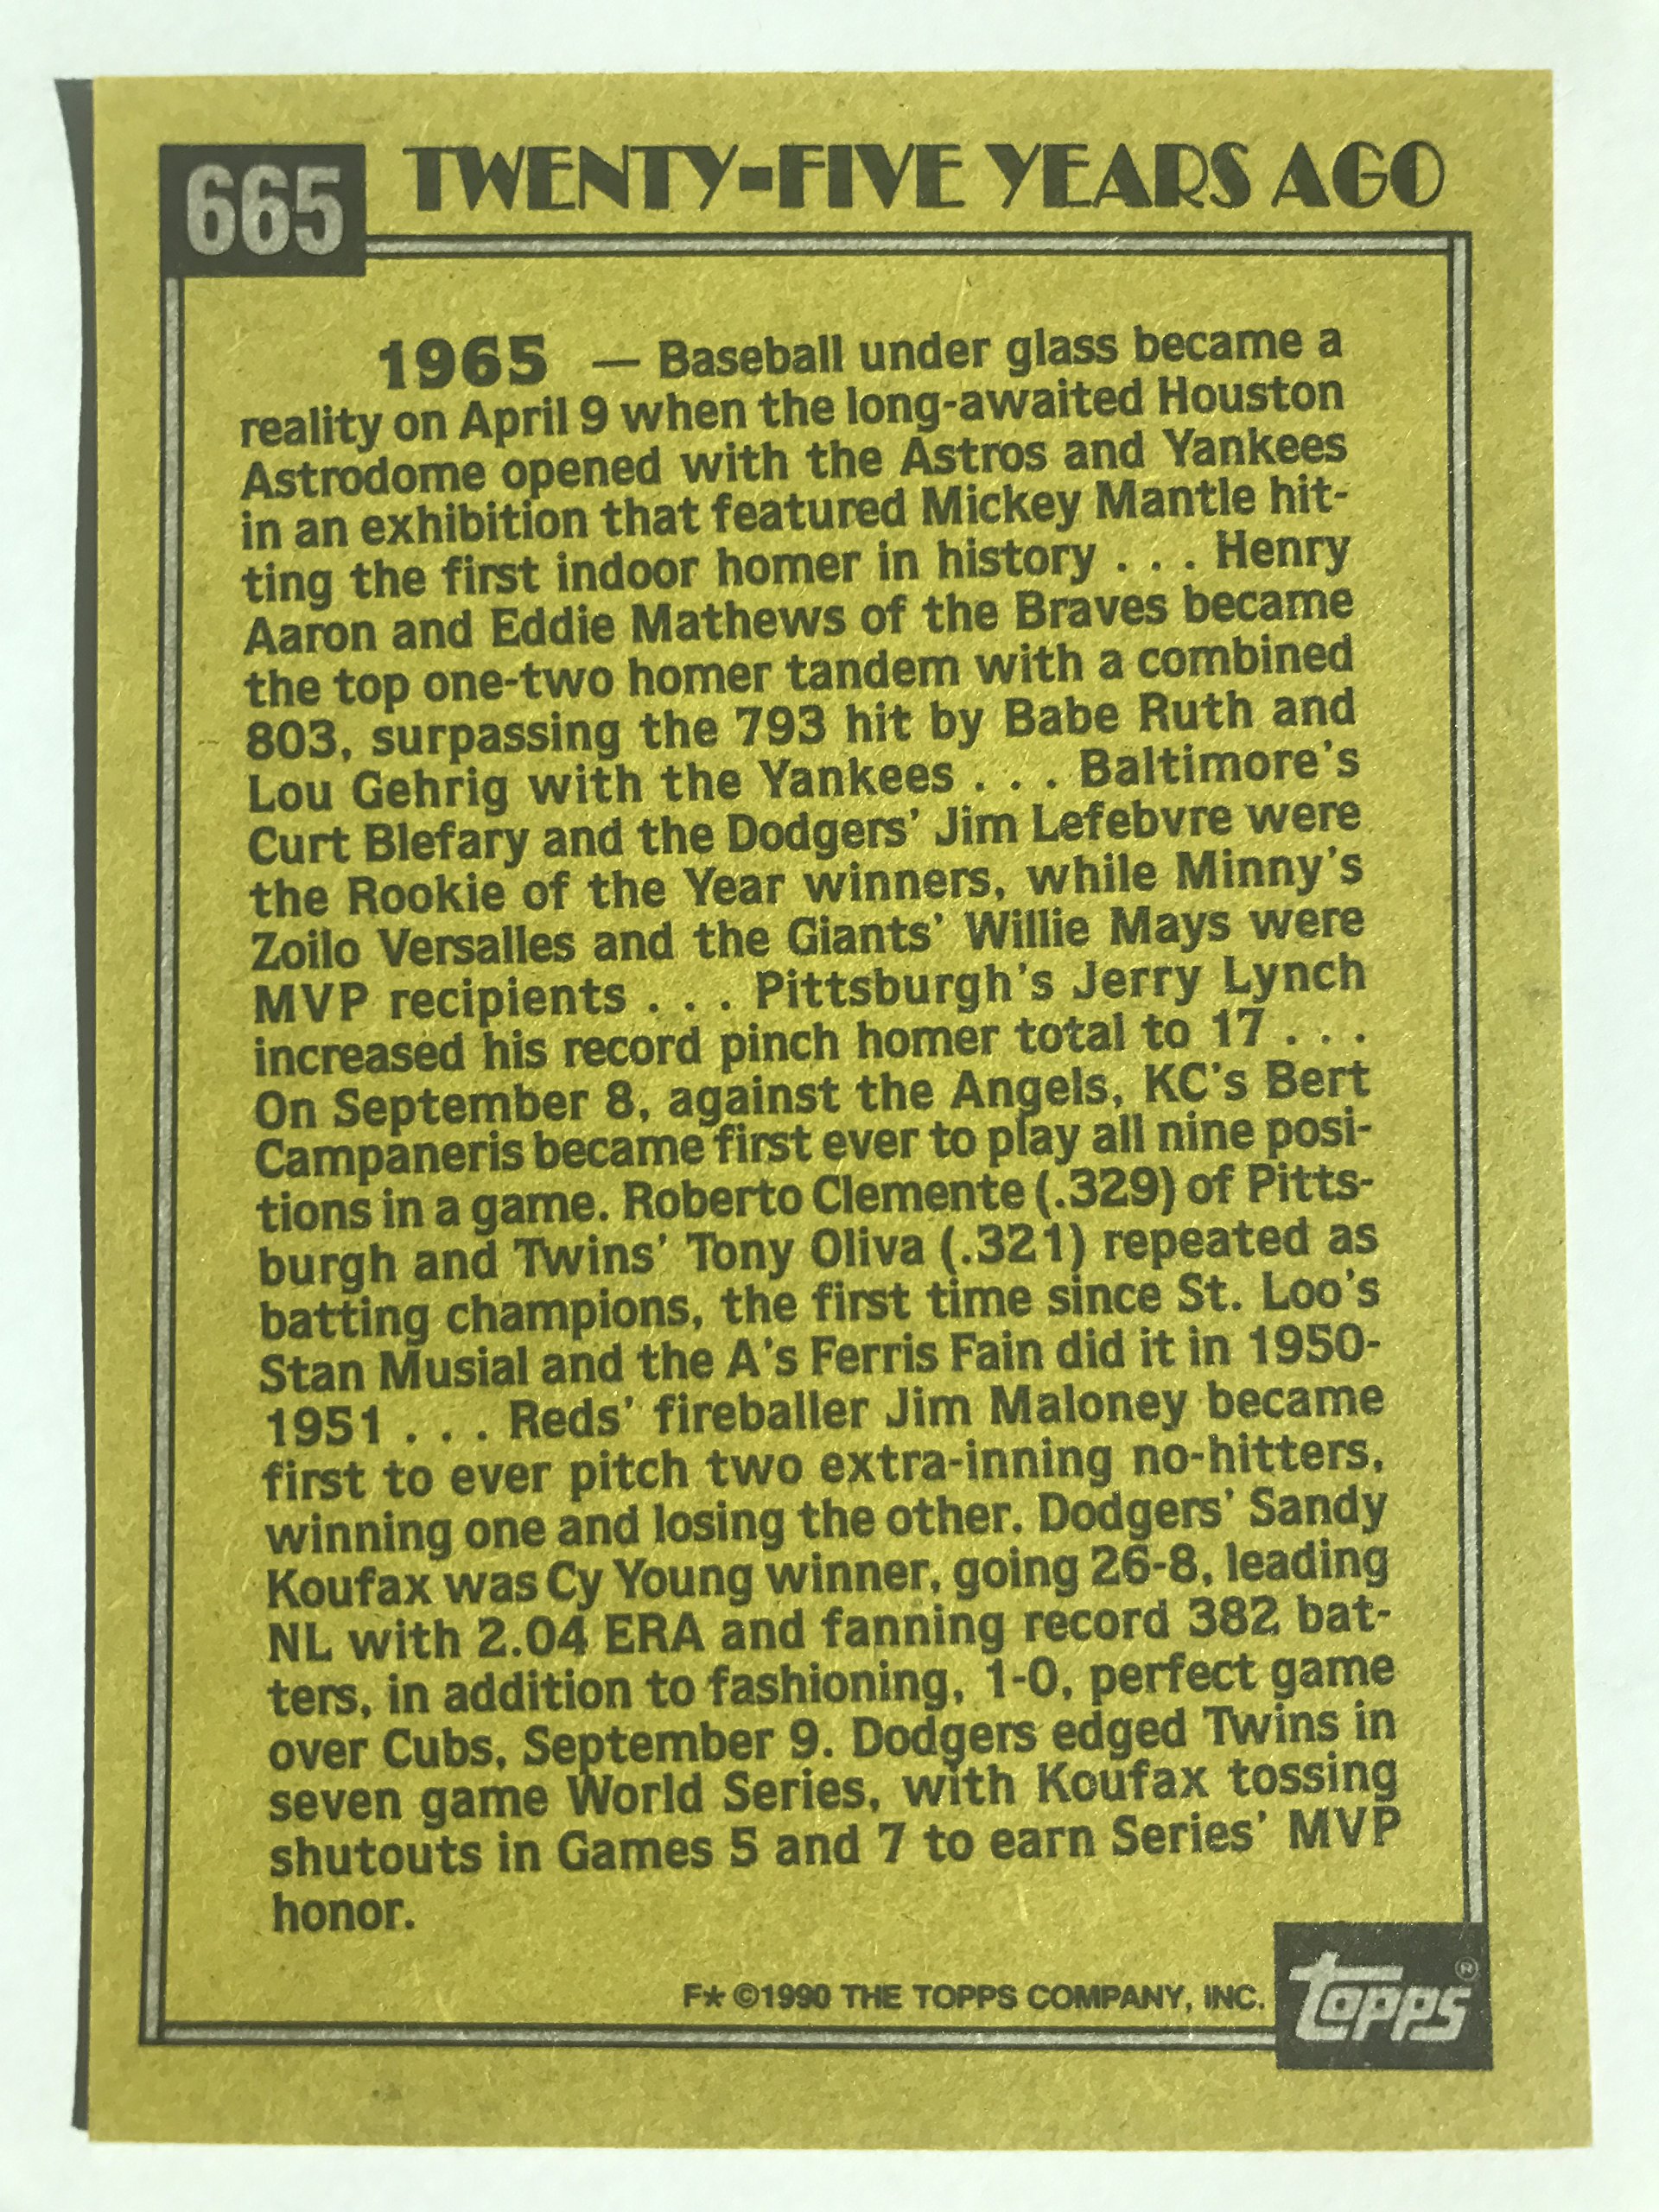 665 TWENTY-FIVE YEARS AGO
1965 — Baseball under glass became a
reality on April 9 when the long-awaited Houston
Astrodome opened with the Astros and Yankees
in an exhibition that featured Mickey Mantle hit-
ting the first indoor homer in history . . . Henry
Aaron and Eddie Mathews of the Braves became
the top one-two homer tandem with a combined
803, surpassing the 793 hit by Babe Ruth and
Lou Gehrig with the Yankees . . . Baltimore's
Curt Blefary and the Dodgers' Jim Lefebvre were
the Rookie of the Year winners, while Minny's
Zoilo Versalles and the Giants' Willie Mays were
MVP recipients . . . Pittsburgh's Jerry Lynch
increased his record pinch homer total to 17 . . .
On September 8, against the Angels, KC's Bert
Campaneris became first ever to play all nine posi-
tions in a game. Roberto Clemente (.329) of Pitts-
burgh and Twins' Tony Oliva (.321) repeated as
batting champions, the first time since St. Loo's
Stan Musial and the A's Ferris Fain did it in 1950-
1951 . . . Reds' fireballer Jim Maloney became
first to ever pitch two extra-inning no-hitters,
winning one and losing the other. Dodgers' Sandy
Koufax was Cy Young winner, going 26-8, leading
NL with 2.04 ERA and fanning record 382 bat-
ters, in addition to fashioning, 1-0, perfect game
over Cubs, September 9. Dodgers edged Twins in
seven game World Series, with Koufax tossing
shutouts in Games 5 and 7 to earn Series' MVP
honor.
F★ ©1990 THE TOPPS COMPANY, INC. topps®